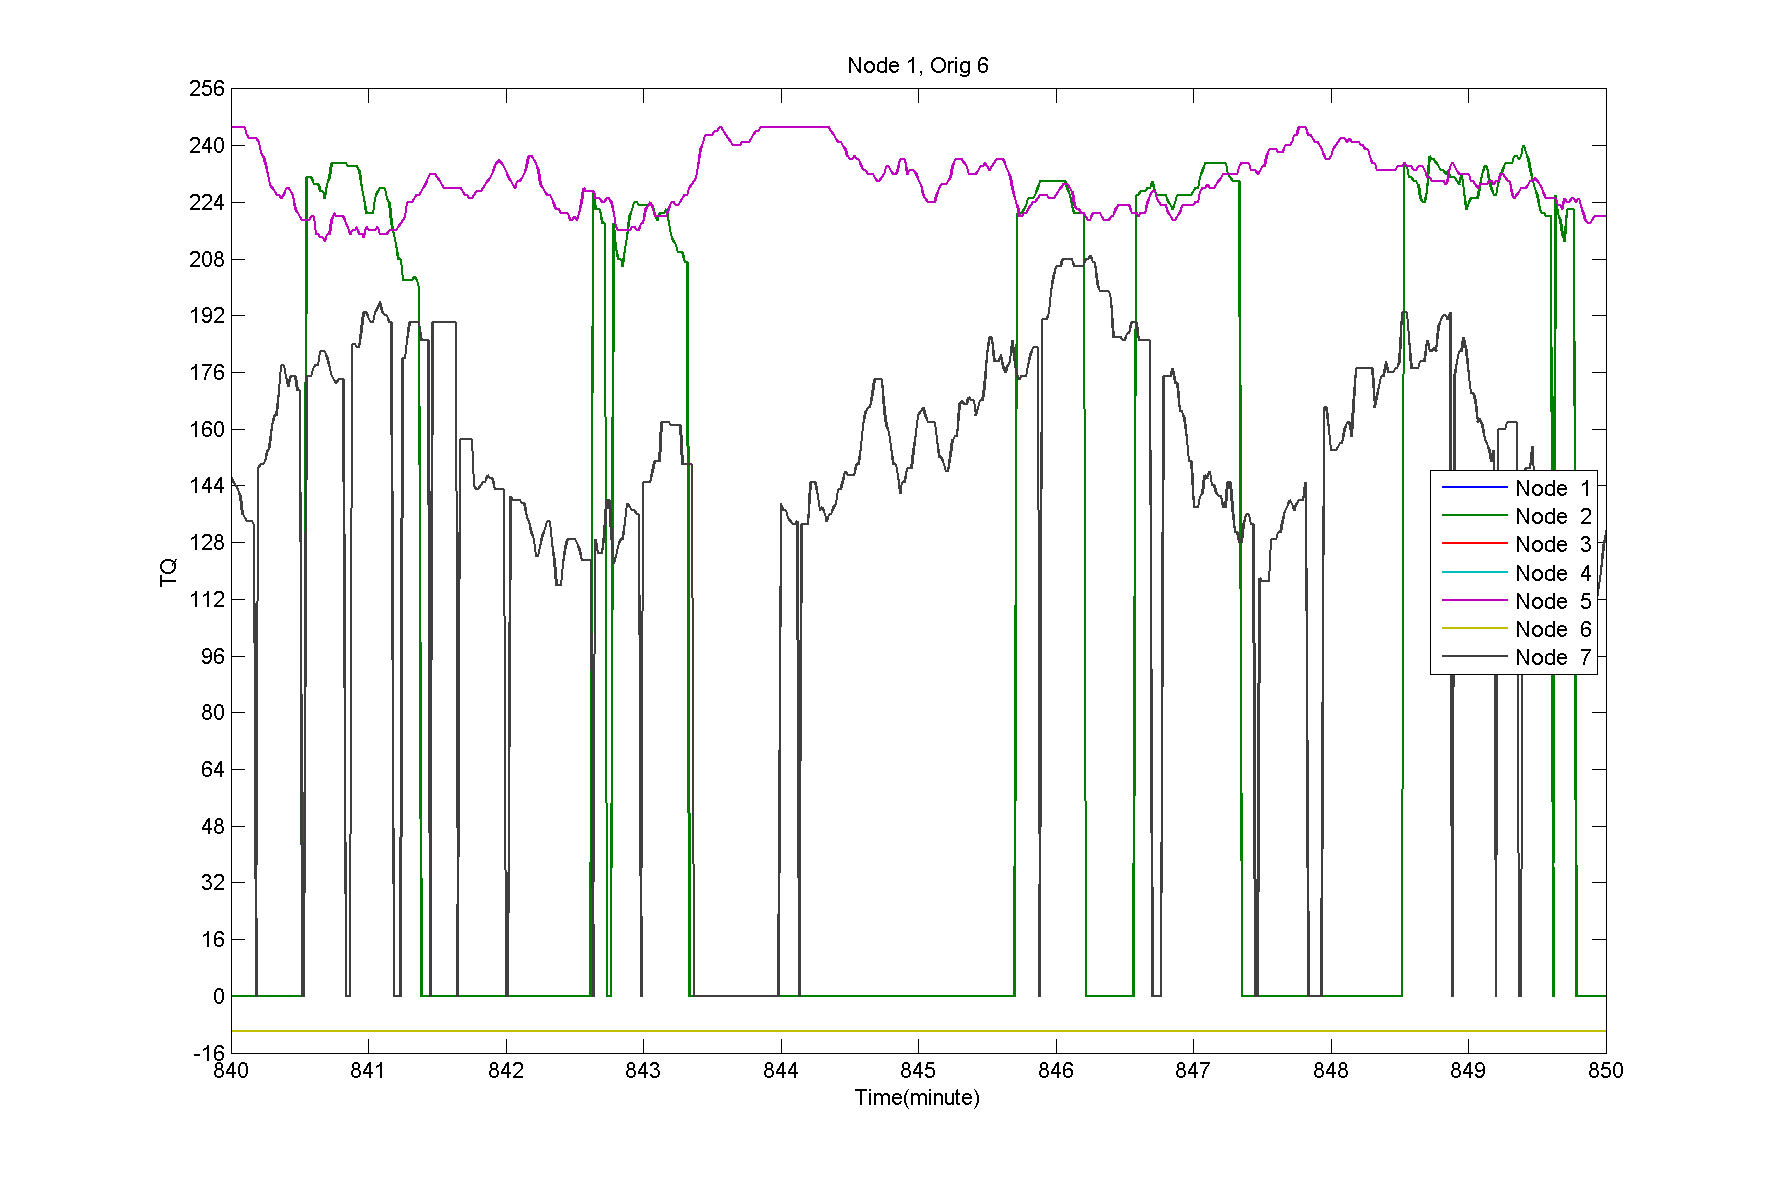 Node 1, Orig 6
256
240
224
208
192
176
160
144
128
112
96
80
64
48
32
16
0
-16
TQ
Node 1
Node 2
Node 3
Node 4
Node 5
Node 6
Node 7
840 841 842 843 844 845 846 847 848 849 850
Time(minute)